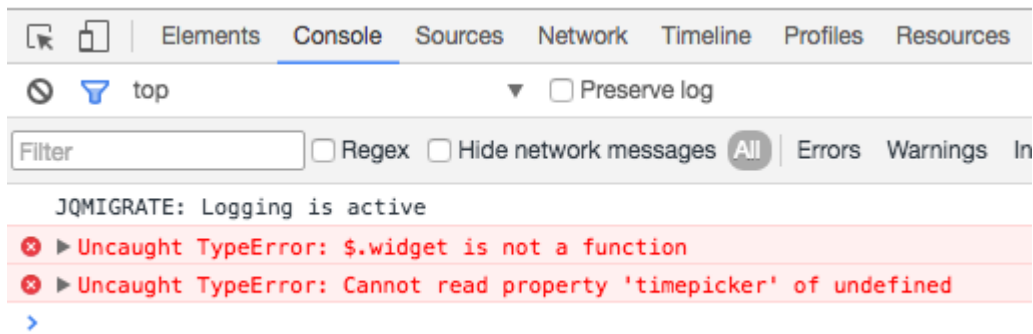 Elements Console Sources Network Timeline Profiles Resources
top Preserve log
Filter Regex Hide network messages All Errors Warnings In
JQMIGRATE: Logging is active
Uncaught TypeError: $.widget is not a function
Uncaught TypeError: Cannot read property 'timepicker' of undefined